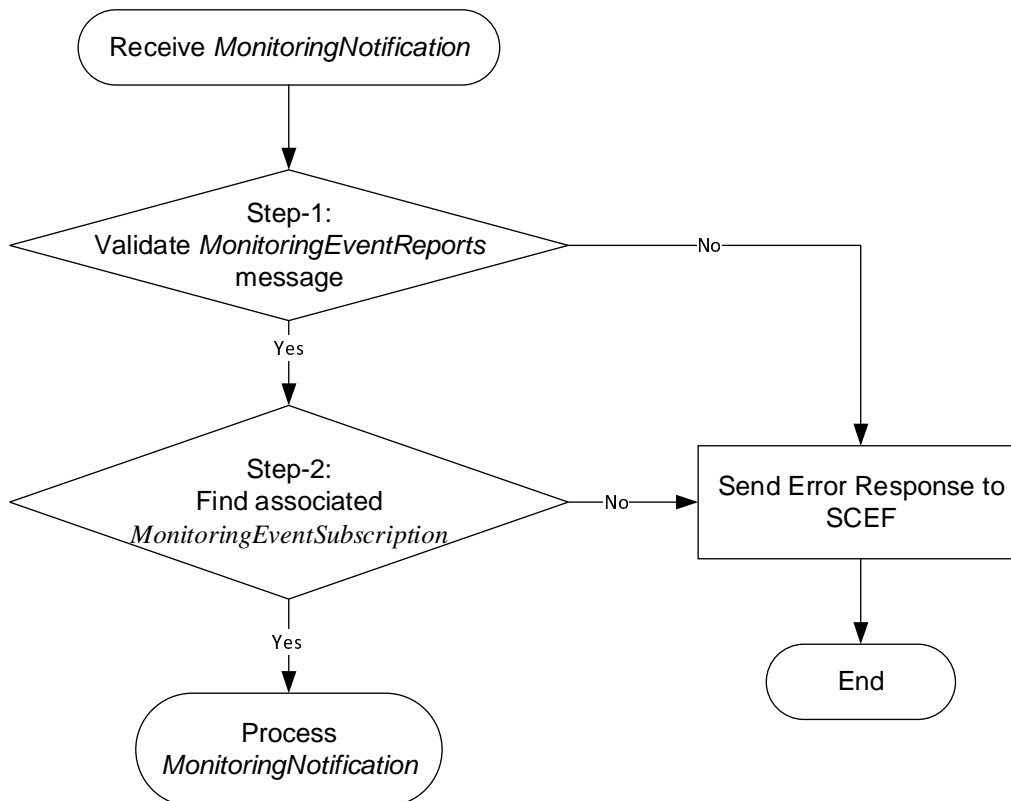 Receive MonitoringNotification
Step-1:
Validate MonitoringEventReports
message
No
Yes
Step-2:
Find associated
MonitoringEventSubscription
No
Send Error Response to
SCEF
Yes
End
Process
MonitoringNotification